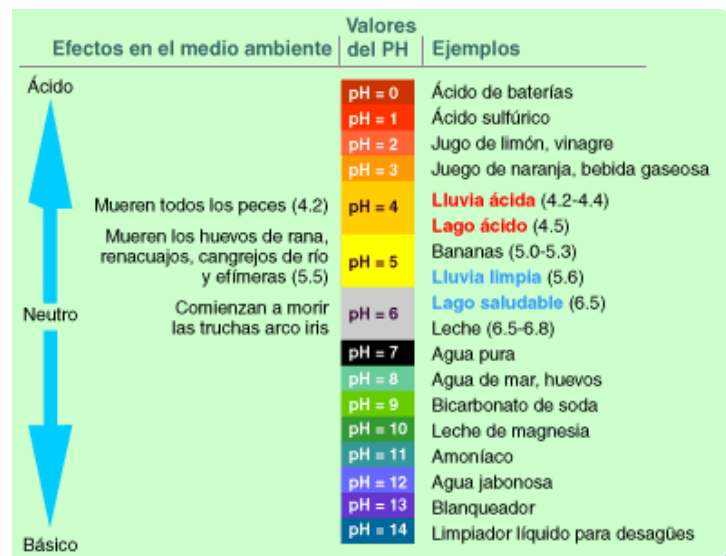 Efectos en el medio ambiente
Valores
del PH
Ejemplos
Ácido
pH = 0
Ácido de baterías
pH = 1
Ácido sulfúrico
pH = 2
Jugo de limón, vinagre
pH = 3
Juego de naranja, bebida gaseosa
Mueren todos los peces (4.2)
pH = 4
Lluvia ácida (4.2-4.4)
Lago ácido (4.5)
Mueren los huevos de rana,
renacuajos, cangrejos de río
y efímeras (5.5)
pH = 5
Bananas (5.0-5.3)
Lluvia limpia (5.6)
Neutro
Comienzan a morir
las truchas arco iris
pH = 6
Lago saludable (6.5)
Leche (6.5-6.8)
pH = 7
Agua pura
pH = 8
Agua de mar, huevos
pH = 9
Bicarbonato de soda
pH = 10
Leche de magnesia
pH = 11
Amoníaco
pH = 12
Agua jabonosa
pH = 13
Blanqueador
pH = 14
Limpiador líquido para desagües
Básico